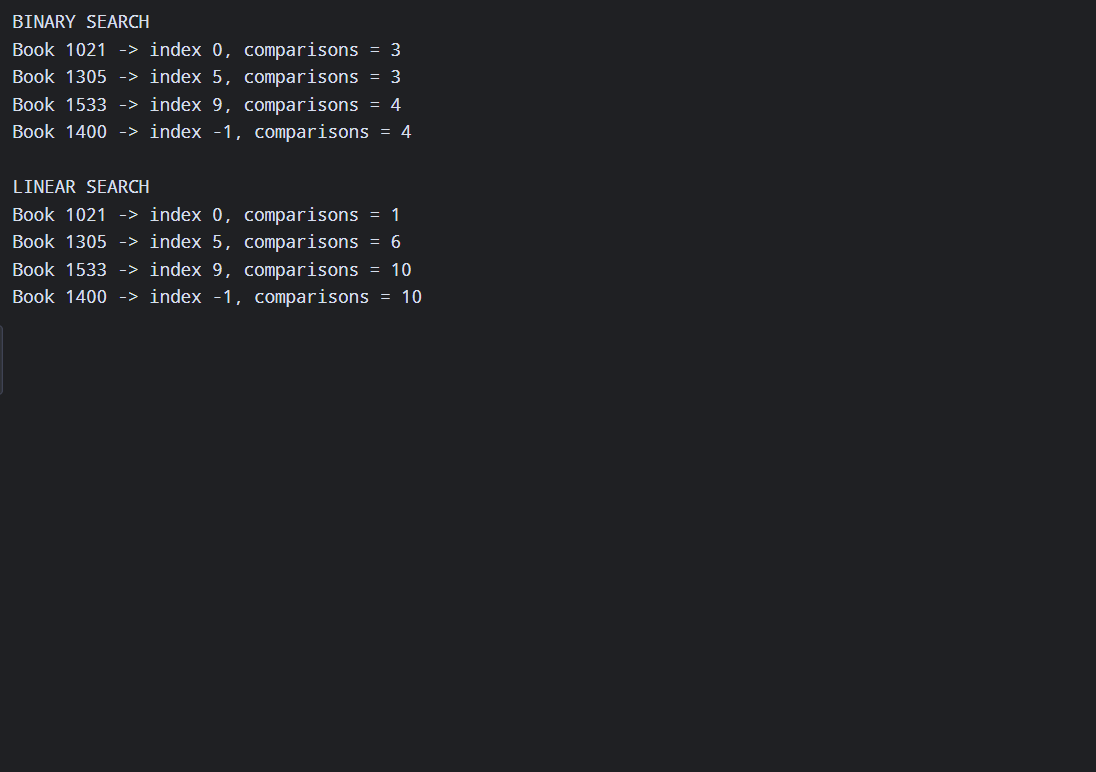 BINARY SEARCH
Book 1021 -> index 0, comparisons = 3
Book 1305 -> index 5, comparisons = 3
Book 1533 -> index 9, comparisons = 4
Book 1400 -> index -1, comparisons = 4
LINEAR SEARCH
Book 1021 -> index 0, comparisons = 1
Book 1305 -> index 5, comparisons = 6
Book 1533 -> index 9, comparisons = 10
Book 1400 -> index -1, comparisons = 10